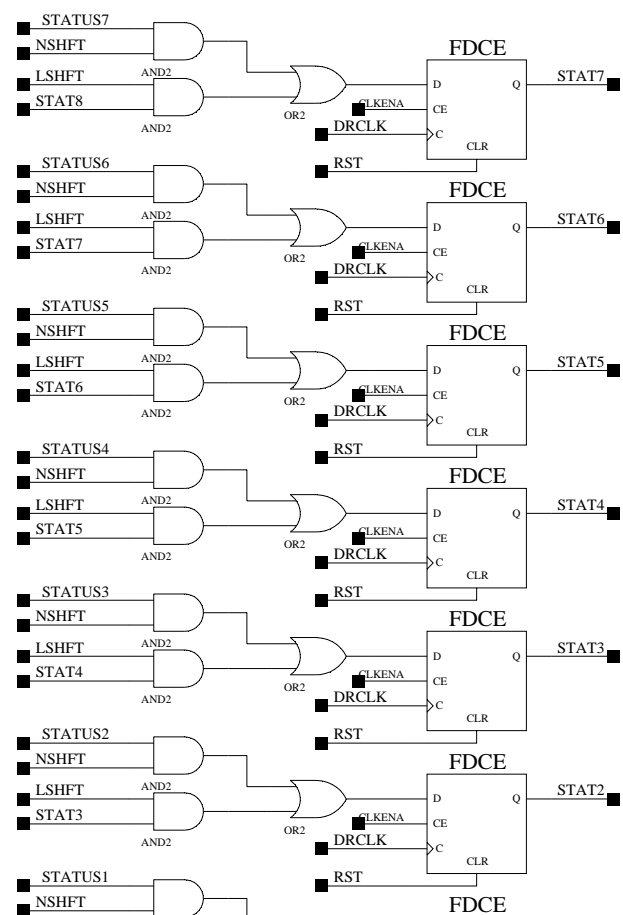 STATUS7
FDCE
NSHFT
AND2
LSHFT
D Q STAT7
STAT8
OR2
CLKENA CE
AND2
DRCLK C
CLR
RST
STATUS6
FDCE
NSHFT
AND2
LSHFT
D Q STAT6
STAT7
OR2
CLKENA CE
AND2
DRCLK C
CLR
RST
STATUS5
FDCE
NSHFT
AND2
LSHFT
D Q STAT5
STAT6
OR2
CLKENA CE
AND2
DRCLK C
CLR
RST
STATUS4
FDCE
NSHFT
AND2
LSHFT
D Q STAT4
STAT5
OR2
CLKENA CE
AND2
DRCLK C
CLR
RST
STATUS3
FDCE
NSHFT
AND2
LSHFT
D Q STAT3
STAT4
OR2
CLKENA CE
AND2
DRCLK C
CLR
RST
STATUS2
FDCE
NSHFT
AND2
LSHFT
D Q STAT2
STAT3
OR2
CLKENA CE
AND2
DRCLK C
CLR
RST
STATUS1
FDCE
NSHFT